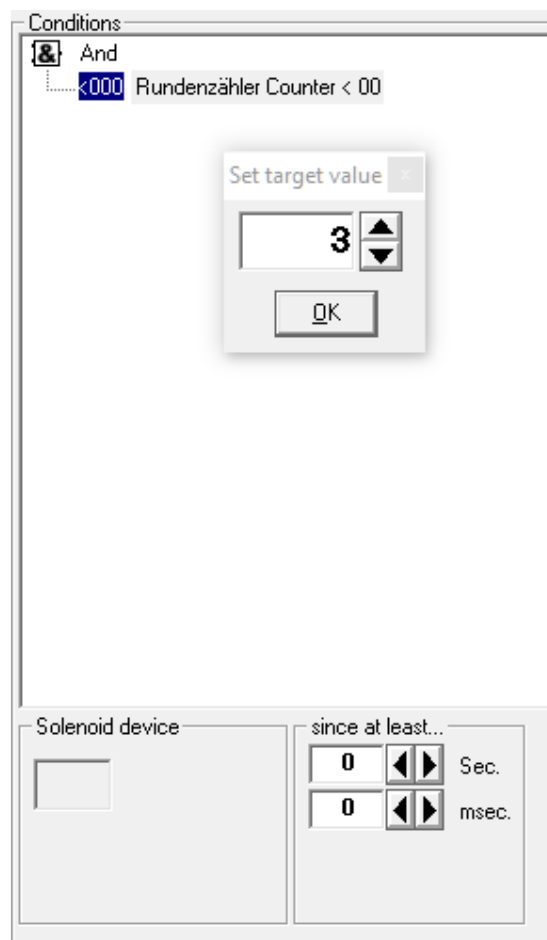 Conditions
& And
<000 Rundenzähler Counter < 00
Set target value x
3
OK
Solenoid device
since at least...
0 Sec.
0 msec.